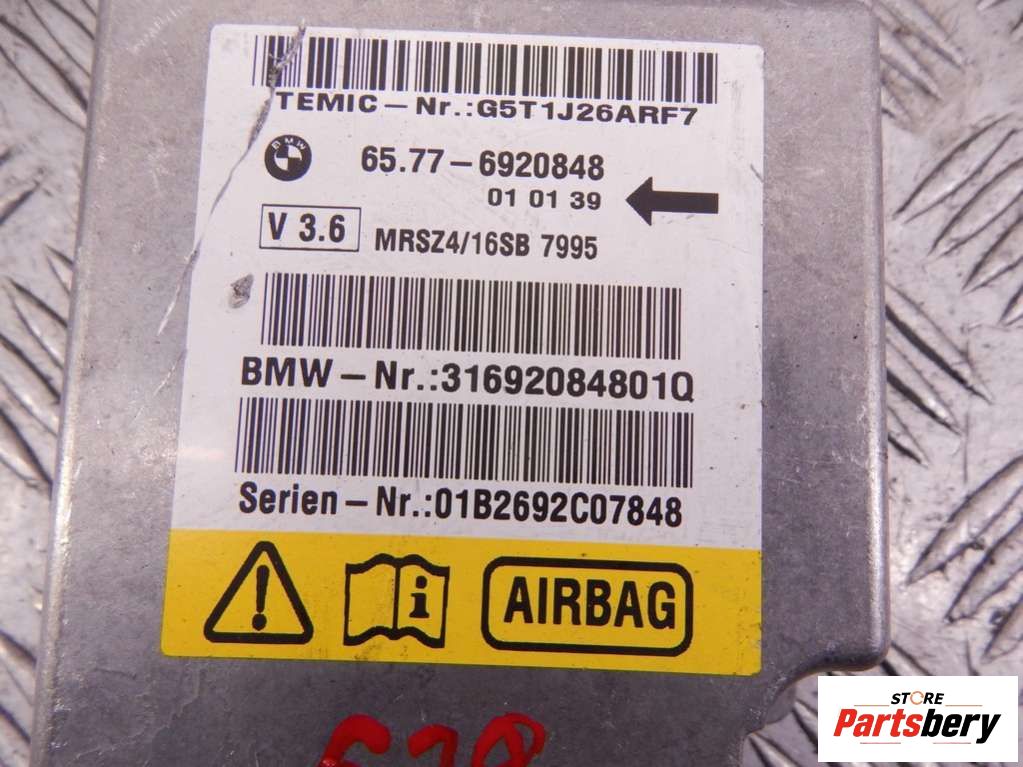 TEMIC-Nr.:G5T1J26ARF7
BMW
65.77-6920848
01 01 39
V 3.6
MRSZ4/16SB 7995
BMW-Nr.:31692084801Q
Serien-Nr.:01B2692C07848
i
AIRBAG
STORE
Partsbery